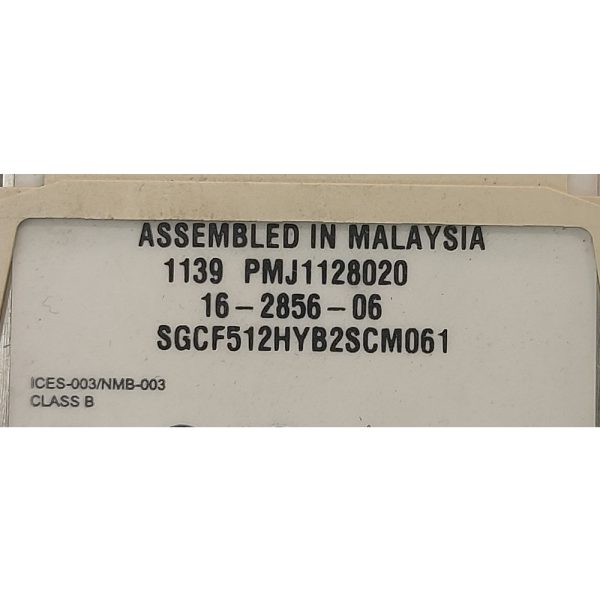 ASSEMBLED IN MALAYSIA
1139 PMJ1128020
16-2856-06
SGCF512HYB2SCM061
ICES-003/NMB-003
CLASS B